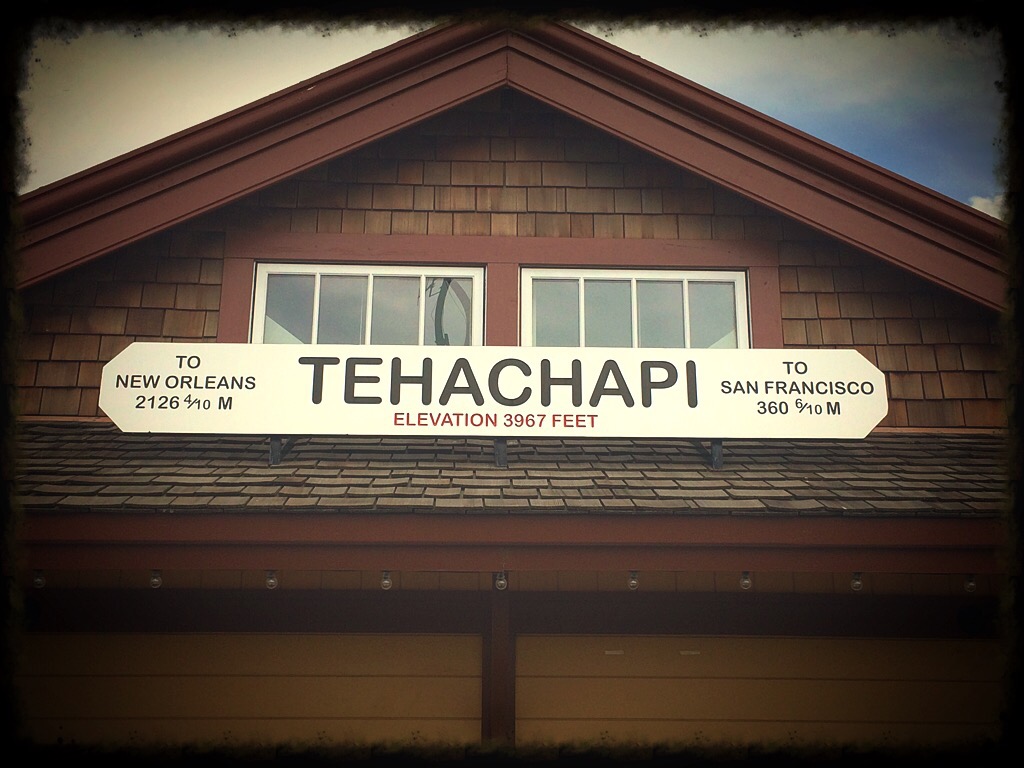 TO
NEW ORLEANS
2126 4/10 M
TEHACHAPI
ELEVATION 3967 FEET
TO
SAN FRANCISCO
360 6/10 M